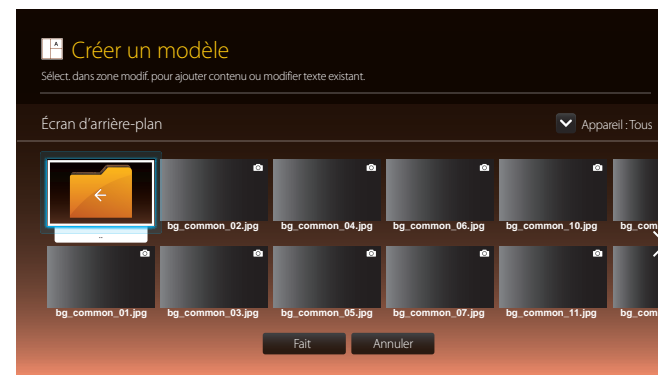 Créer un modèle
Sélect. dans zone modif. pour ajouter contenu ou modifier texte existant.
Écran d'arrière-plan
Appareil : Tous
bg_common_02.jpg bg_common_04.jpg bg_common_06.jpg bg_common_10.jpg bg_com
..
bg_common_01.jpg bg_common_03.jpg bg_common_05.jpg bg_common_07.jpg bg_common_11.jpg bg_com
Fait Annuler